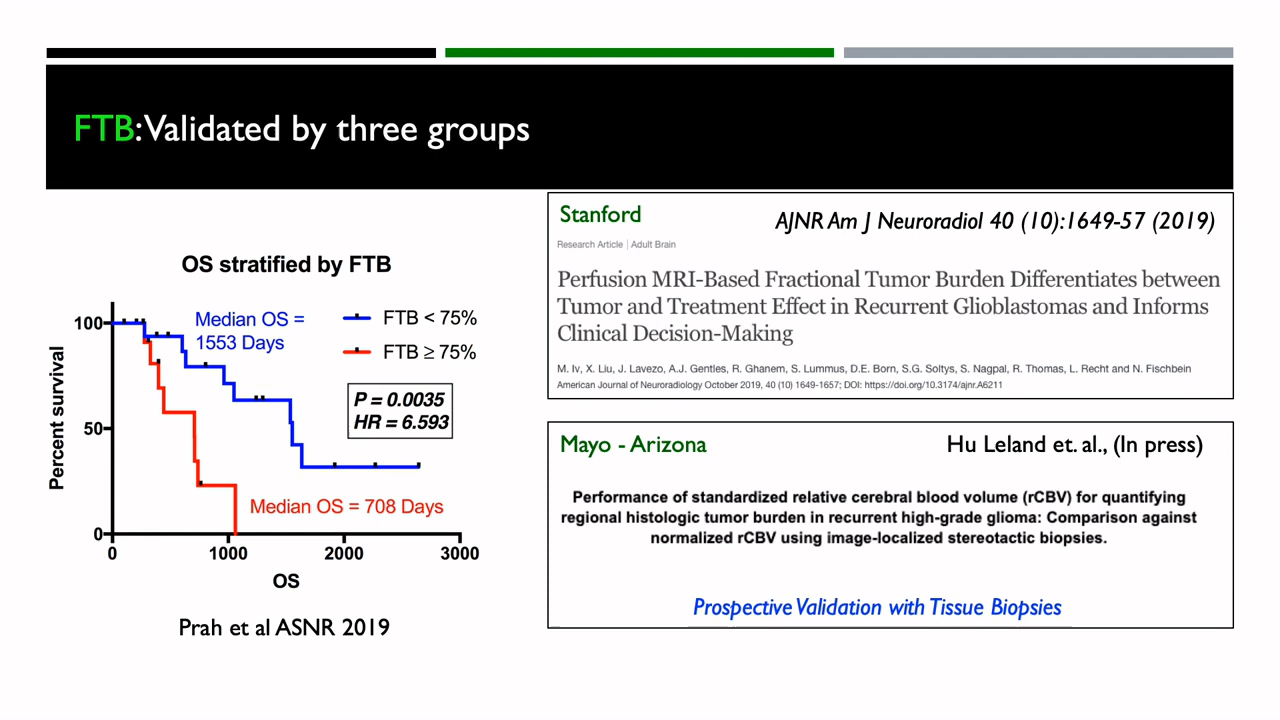 FTB: Validated by three groups
OS stratified by FTB
Median OS =
1553 Days
FTB < 75%
FTB ≥ 75%
P = 0.0035
HR = 6.593
Median OS = 708 Days
Percent survival
100
50
0
0 1000 2000 3000
OS
Prah et al ASNR 2019
Stanford
AJNR Am J Neuroradiol 40 (10):1649-57 (2019)
Research Article | Adult Brain
Perfusion MRI-Based Fractional Tumor Burden Differentiates between
Tumor and Treatment Effect in Recurrent Glioblastomas and Informs
Clinical Decision-Making
M. Iv, X. Liu, J. Lavezo, A.J. Gentles, R. Ghanem, S. Lummus, D.E. Born, S.G. Soltys, S. Nagpal, R. Thomas, L. Recht and N. Fischbein
American Journal of Neuroradiology October 2019, 40 (10) 1649-1657; DOI: https://doi.org/10.3174/ajnr.A6211
Mayo - Arizona
Hu Leland et. al., (In press)
Performance of standardized relative cerebral blood volume (rCBV) for quantifying
regional histologic tumor burden in recurrent high-grade glioma: Comparison against
normalized rCBV using image-localized stereotactic biopsies.
Prospective Validation with Tissue Biopsies